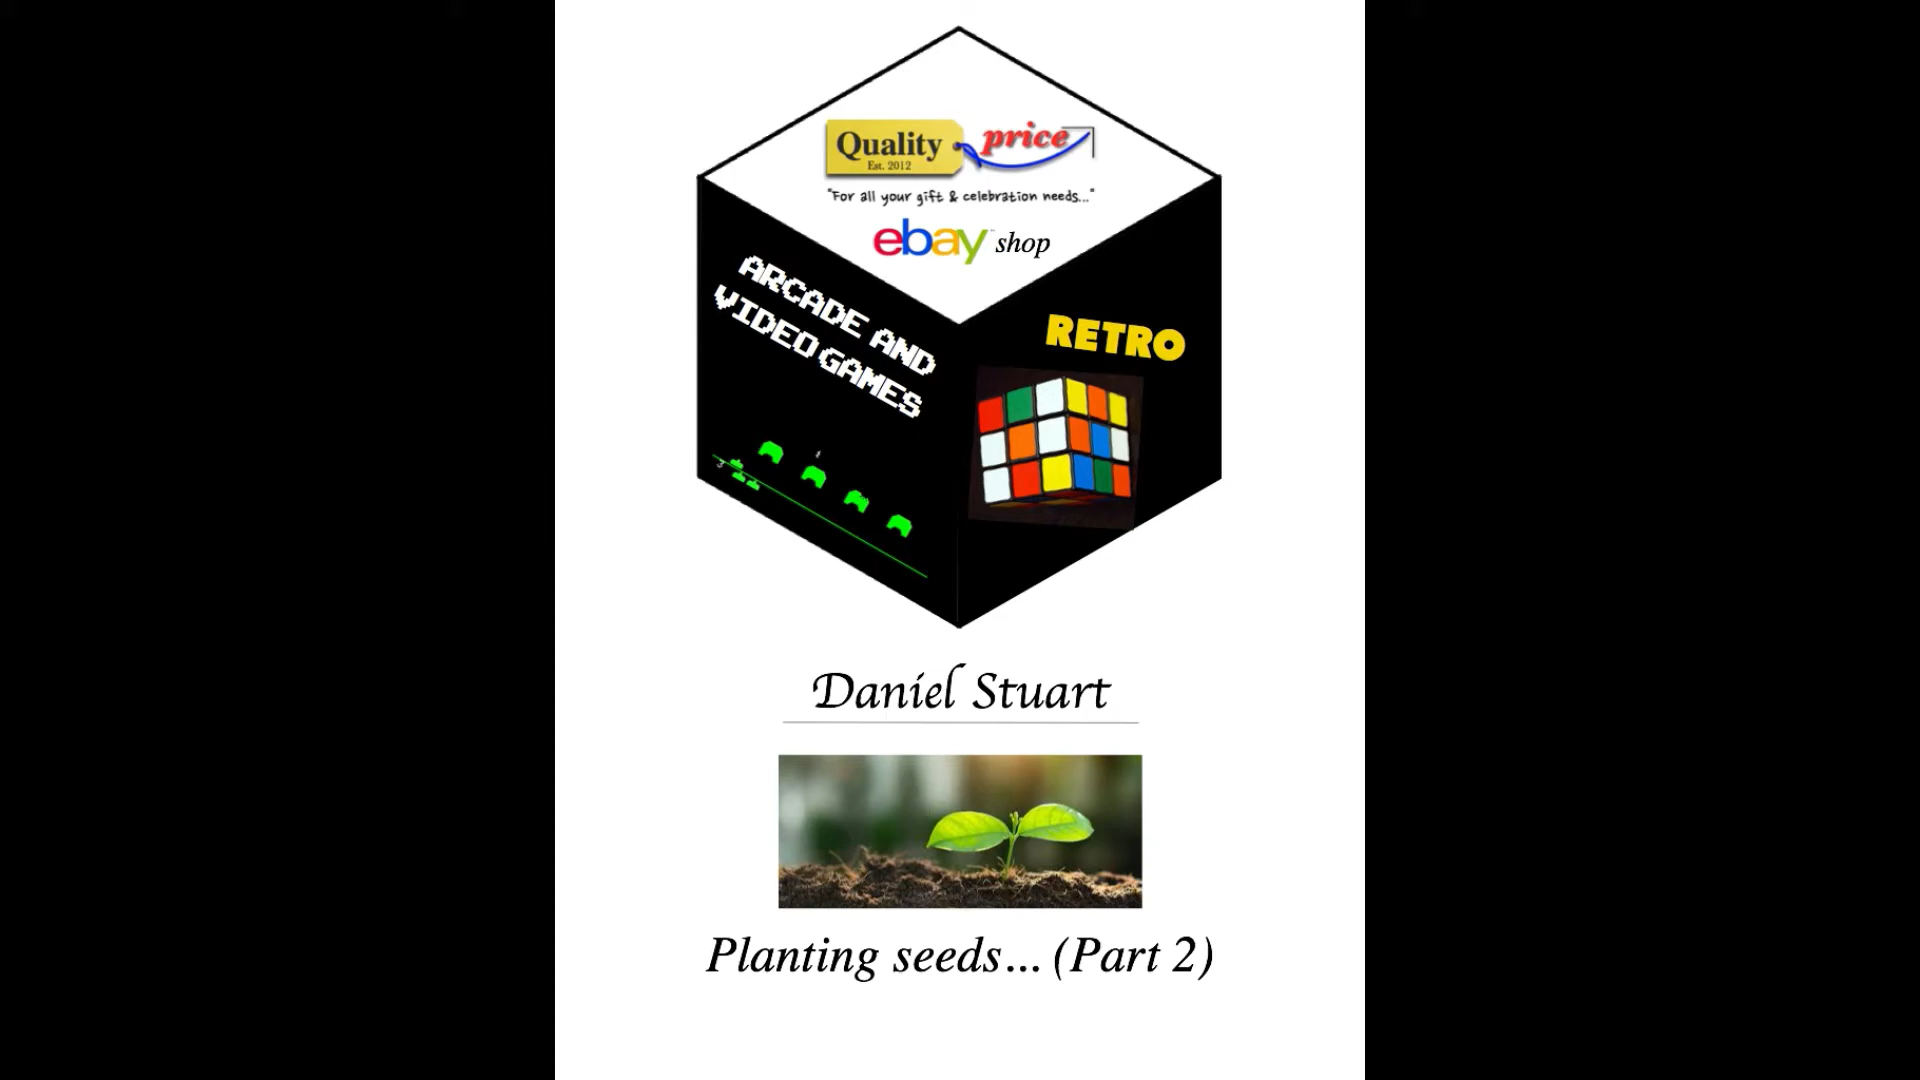 Quality price
Est. 2012
"For all your gift & celebration needs..."
ebay shop
ARCADE AND
VIDEO GAMES
RETRO
Daniel Stuart
Planting seeds... (Part 2)